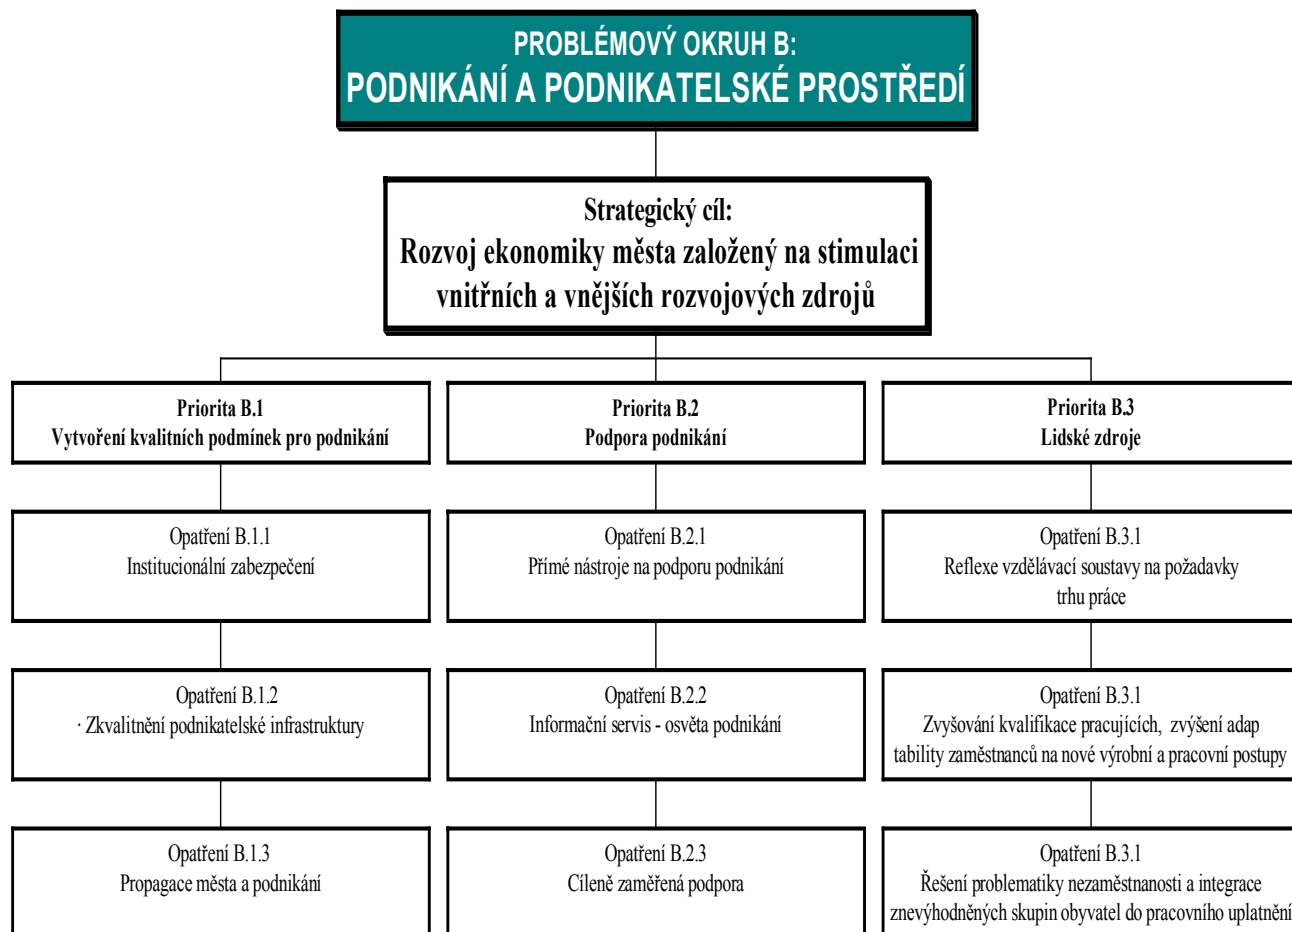 PROBLÉMOVÝ OKRUH B:
PODNIKÁNÍ A PODNIKATELSKÉ PROSTŘEDÍ
Strategický cíl:
Rozvoj ekonomiky města založený na stimulaci
vnitřních a vnějších rozvojových zdrojů
Priorita B.1
Vytvoření kvalitních podmínek pro podnikání
Priorita B.2
Podpora podnikání
Priorita B.3
Lidské zdroje
Opatření B.1.1
Institucionální zabezpečení
Opatření B.2.1
Přímé nástroje na podporu podnikání
Opatření B.3.1
Reflexe vzdělávací soustavy na požadavky
trhu práce
Opatření B.1.2
· Zkvalitnění podnikatelské infrastruktury
Opatření B.2.2
Informační servis - osvěta podnikání
Opatření B.3.1
Zvyšování kvalifikace pracujících, zvýšení adap
tability zaměstnanců na nové výrobní a pracovní postupy
Opatření B.1.3
Propagace města a podnikání
Opatření B.2.3
Cíleně zaměřená podpora
Opatření B.3.1
Řešení problematiky nezaměstnanosti a integrace
znevýhodněných skupin obyvatel do pracovního uplatnění